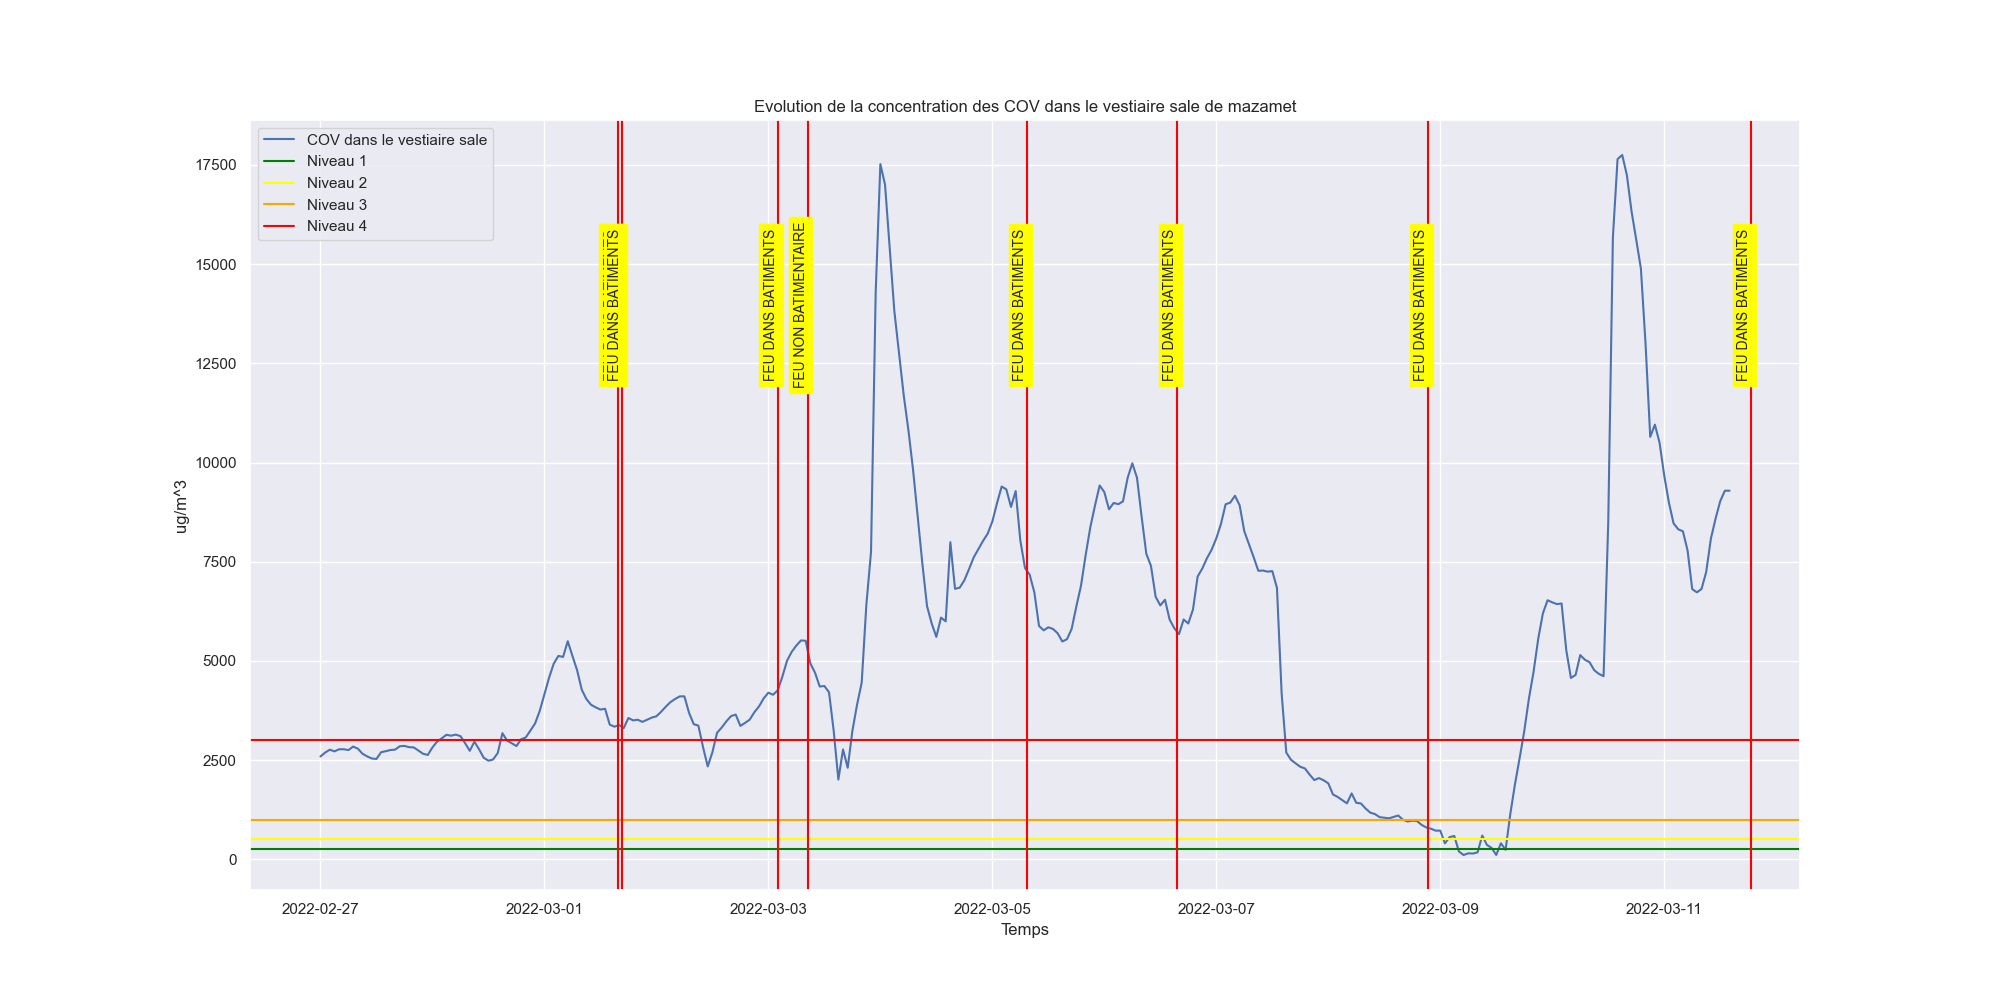 Evolution de la concentration des COV dans le vestiaire sale de mazamet
COV dans le vestiaire sale
Niveau 1
Niveau 2
Niveau 3
Niveau 4
17500
15000
12500
10000
7500
5000
2500
0
ug/m^3
FEU DANS BATIMENTS
FEU DANS BATIMENTS
FEU NON BATIMENTAIRE
FEU DANS BATIMENTS
FEU DANS BATIMENTS
FEU DANS BATIMENTS
FEU DANS BATIMENTS
2022-02-27
2022-03-01
2022-03-03
2022-03-05
2022-03-07
2022-03-09
2022-03-11
Temps